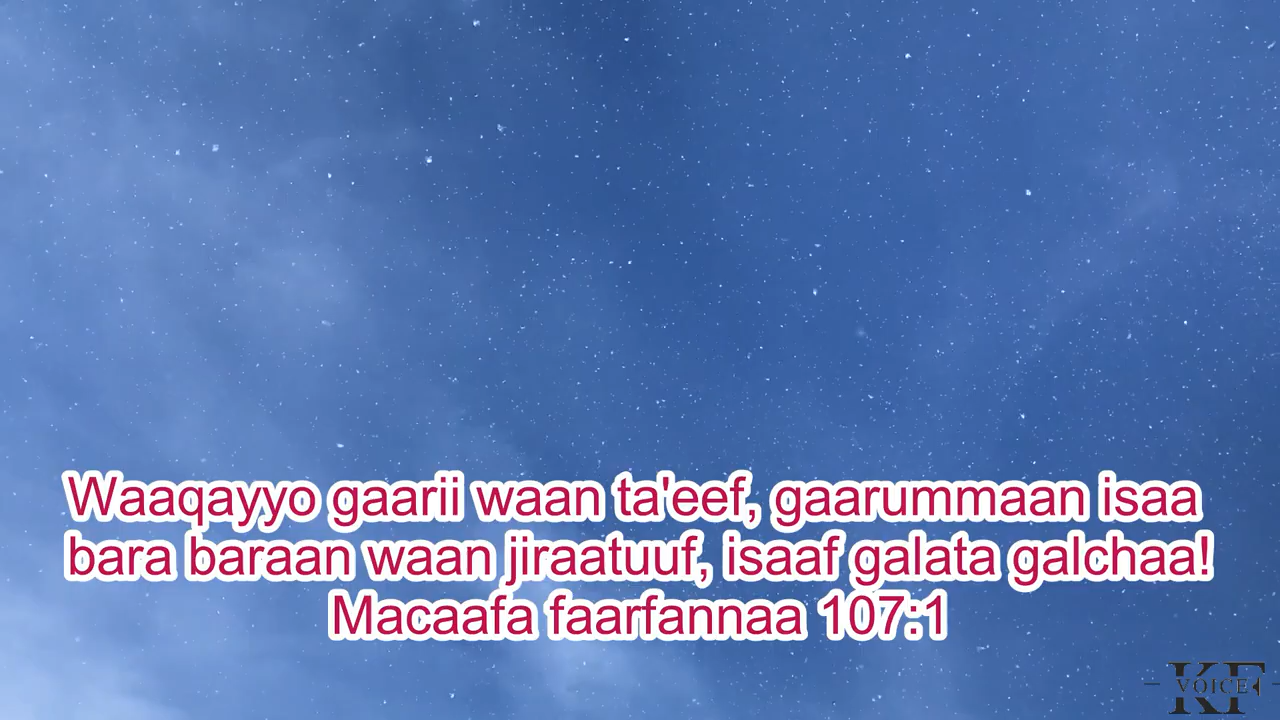 Waaqayyo gaarii waan ta'eef, gaarummaan isaa
bara baraan waan jiraatuuf, isaaf galata galchaa!
Macaafa faarfannaa 107:1
KF
VOICE